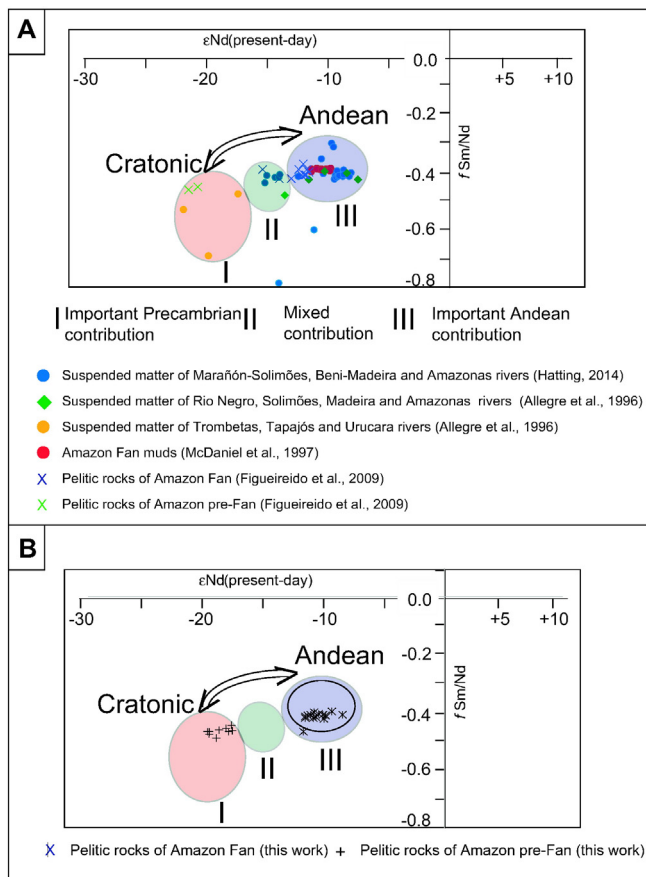 A
εNd(present-day)
-30 -20 -10 0.0 +5 +10
-0.2
Andean
Cratonic
-0.4
f Sm/Nd
II III
-0.6
I
-0.8
I Important Precambrian contribution
II Mixed contribution
III Important Andean contribution
Suspended matter of Marañón-Solimões, Beni-Madeira and Amazonas rivers (Hatting, 2014)
Suspended matter of Rio Negro, Solimões, Madeira and Amazonas rivers (Allegre et al., 1996)
Suspended matter of Trombetas, Tapajós and Urucara rivers (Allegre et al., 1996)
Amazon Fan muds (McDaniel et al., 1997)
Pelitic rocks of Amazon Fan (Figueireido et al., 2009)
Pelitic rocks of Amazon pre-Fan (Figueireido et al., 2009)
B
εNd(present-day)
-30 -20 -10 0.0 +5 +10
-0.2
Andean
Cratonic
-0.4
f Sm/Nd
II III
-0.6
I
-0.8
Pelitic rocks of Amazon Fan (this work) + Pelitic rocks of Amazon pre-Fan (this work)